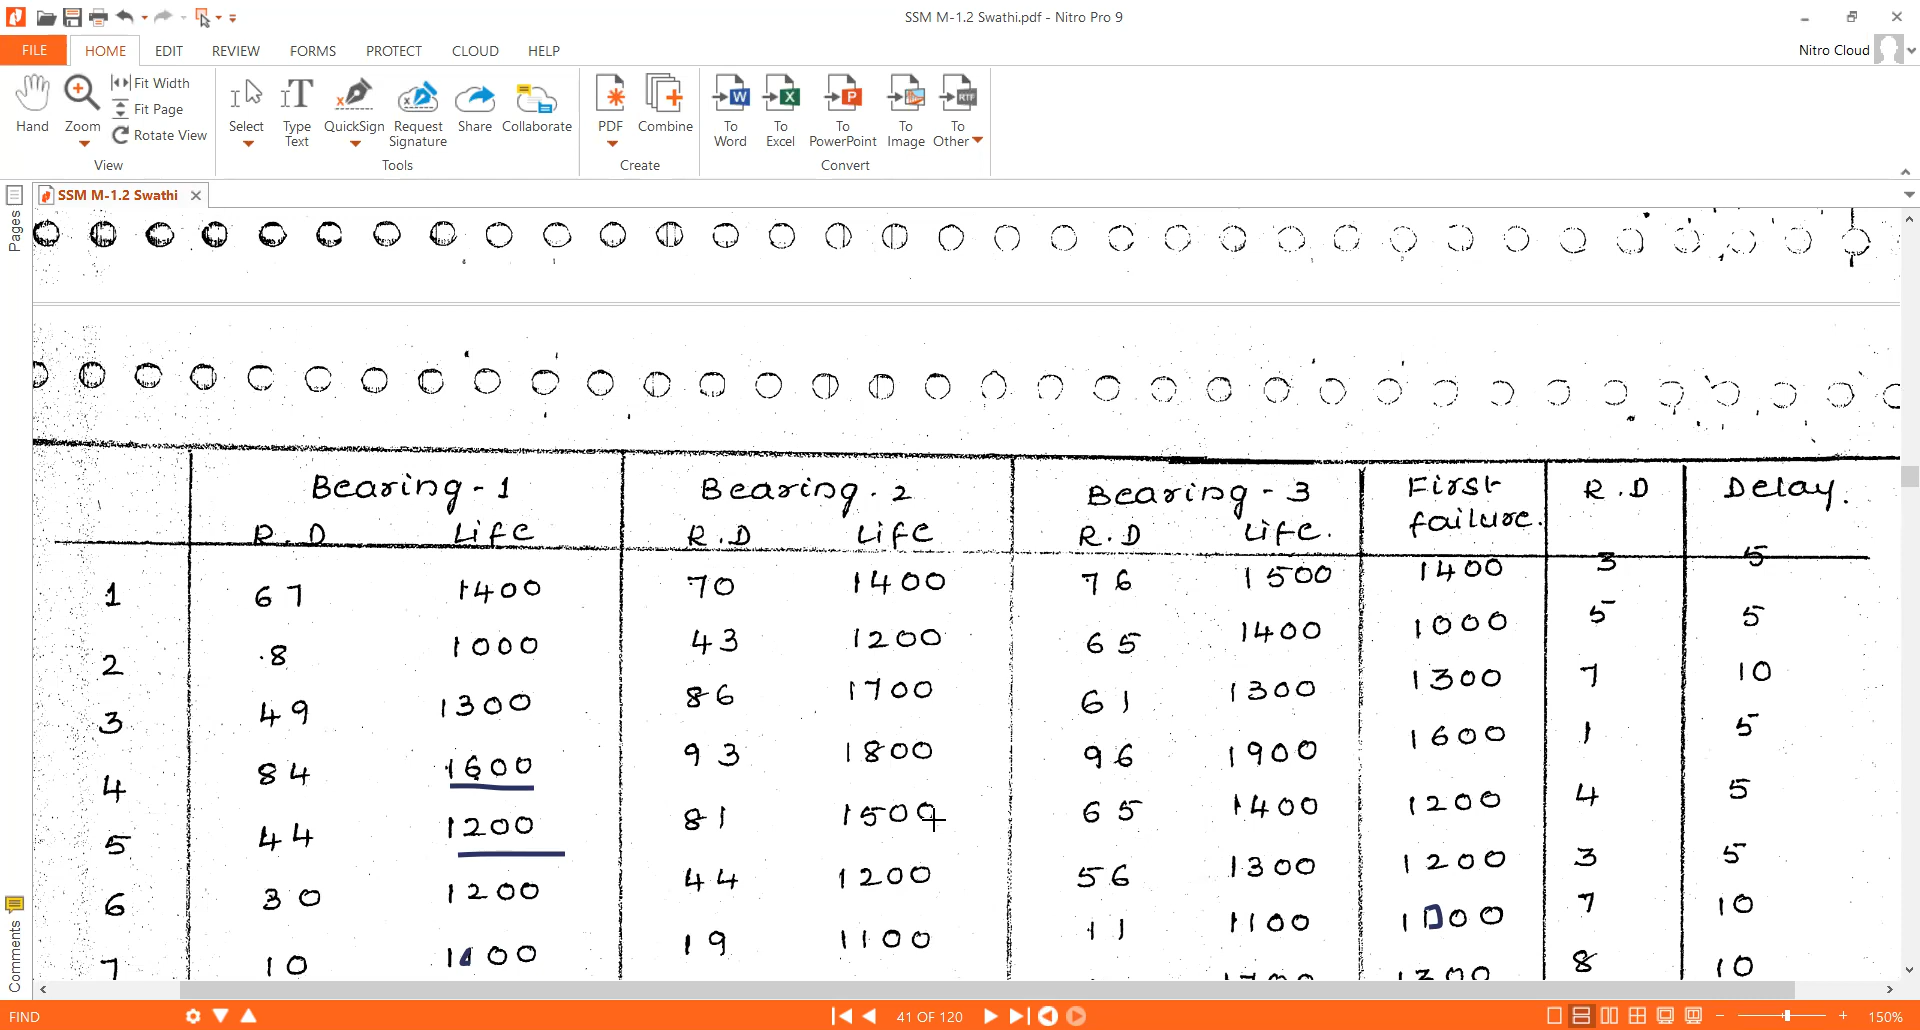 SSM M-1.2 Swathi.pdf - Nitro Pro 9
FILE HOME EDIT REVIEW FORMS PROTECT CLOUD HELP Nitro Cloud
Hand Zoom Fit Width Fit Page Rotate View Select Type Text QuickSign Request Signature Share Collaborate PDF Combine To Word To Excel To PowerPoint To Image To Other
View Tools Create Convert
SSM M-1.2 Swathi
Pages
Bearing - 1 Bearing - 2 Bearing - 3 First failure. R.D Delay.
R.D Life R.D Life R.D Life.
1 67 1400 70 1400 76 1500 1400 3 5
2 8 1000 43 1200 65 1400 1000 5 5
3 49 1300 86 1700 61 1300 1300 7 10
4 84 1600 93 1800 96 1900 1600 1 5
5 44 1200 81 1500 65 1400 1200 4 5
6 30 1200 44 1200 56 1300 1200 3 5
7 10 1000 19 1100 11 1100 1000 7 10
8 10
Comments
FIND 41 OF 120 150%